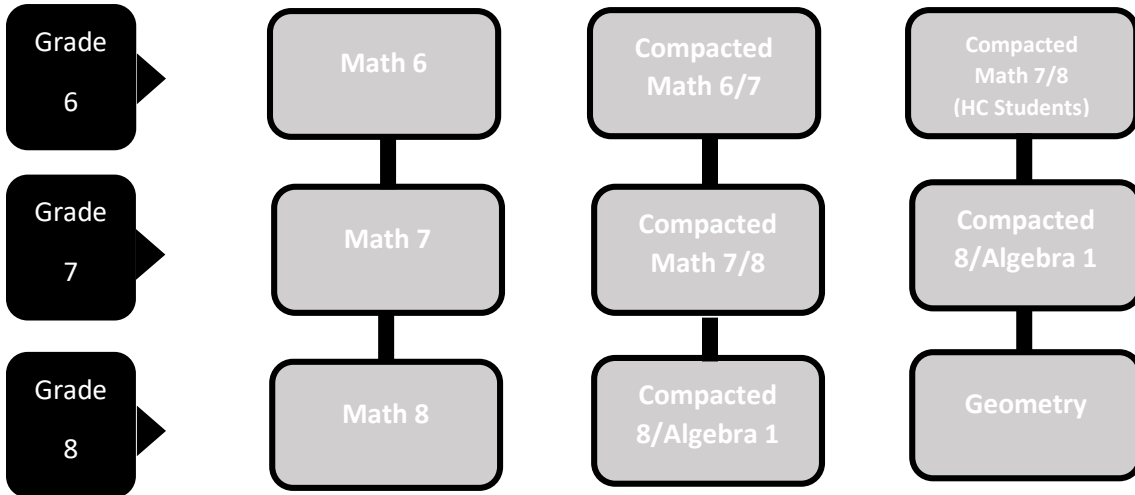 Grade
6
Math 6
Compacted
Math 6/7
Compacted
Math 7/8
(HC Students)
Grade
7
Math 7
Compacted
Math 7/8
Compacted
8/Algebra 1
Grade
8
Math 8
Compacted
8/Algebra 1
Geometry